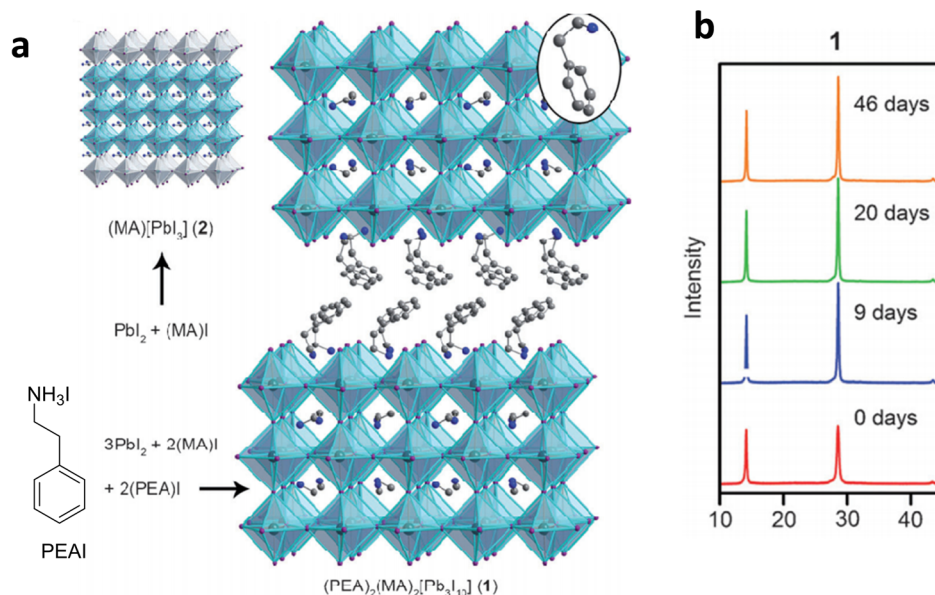 a
(MA)[PbI₃] (2)
PbI₂ + (MA)I
NH₃I
3PbI₂ + 2(MA)I
+ 2(PEA)I
PEAI
(PEA)₂(MA)₂[Pb₃I₁₀] (1)
b
1
Intensity
46 days
20 days
9 days
0 days
10 20 30 40